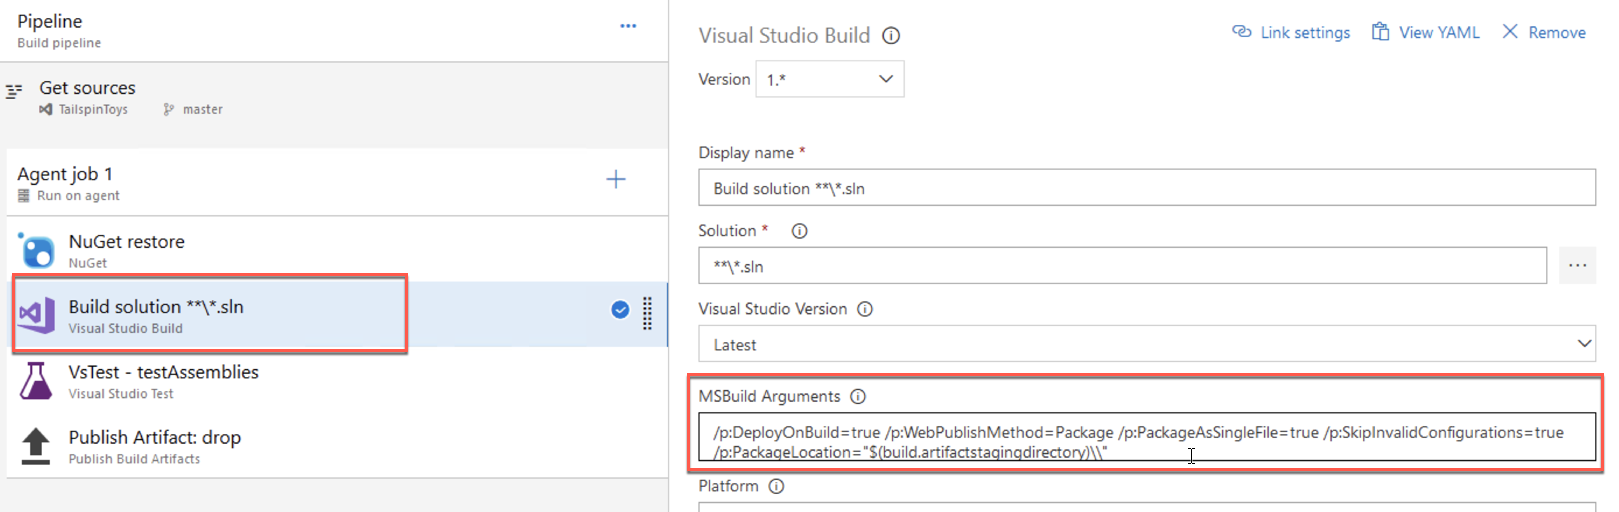 Pipeline
Build pipeline
Get sources
TailspinToys master
Agent job 1
Run on agent
NuGet restore
NuGet
Build solution **\*.sln
Visual Studio Build
VsTest - testAssemblies
Visual Studio Test
Publish Artifact: drop
Publish Build Artifacts
Visual Studio Build
Link settings View YAML Remove
Version 1.*
Display name *
Build solution **\*.sln
Solution *
**\*.sln
Visual Studio Version
Latest
MSBuild Arguments
/p:DeployOnBuild=true /p:WebPublishMethod=Package /p:PackageAsSingleFile=true /p:SkipInvalidConfigurations=true
/p:PackageLocation="$(build.artifactstagingdirectory)\\"
Platform